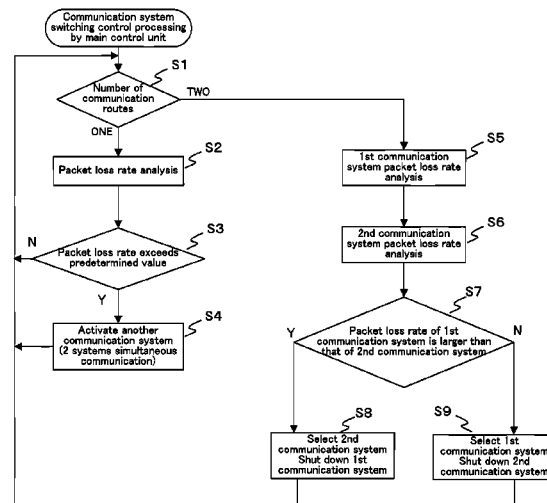 Communication system
switching control processing
by main control unit
S1
Number of
communication
routes
TWO
ONE
S2
Packet loss rate analysis
S3
N
Packet loss rate exceeds
predetermined value
Y
S4
Activate another
communication system
(2 systems simultaneous
communication)
S5
1st communication
system packet loss rate
analysis
S6
2nd communication
system packet loss rate
analysis
S7
Y
Packet loss rate of 1st
communication system is larger than
that of 2nd communication system
N
S8
Select 2nd
communication system
Shut down 1st
communication system
S9
Select 1st
communication system
Shut down 2nd
communication system